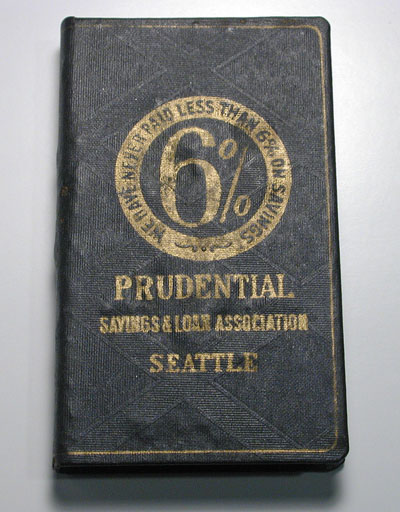 WE HAVE NEVER PAID LESS THAN 6% ON SAVINGS
6%
PRUDENTIAL
SAVINGS & LOAN ASSOCIATION
SEATTLE